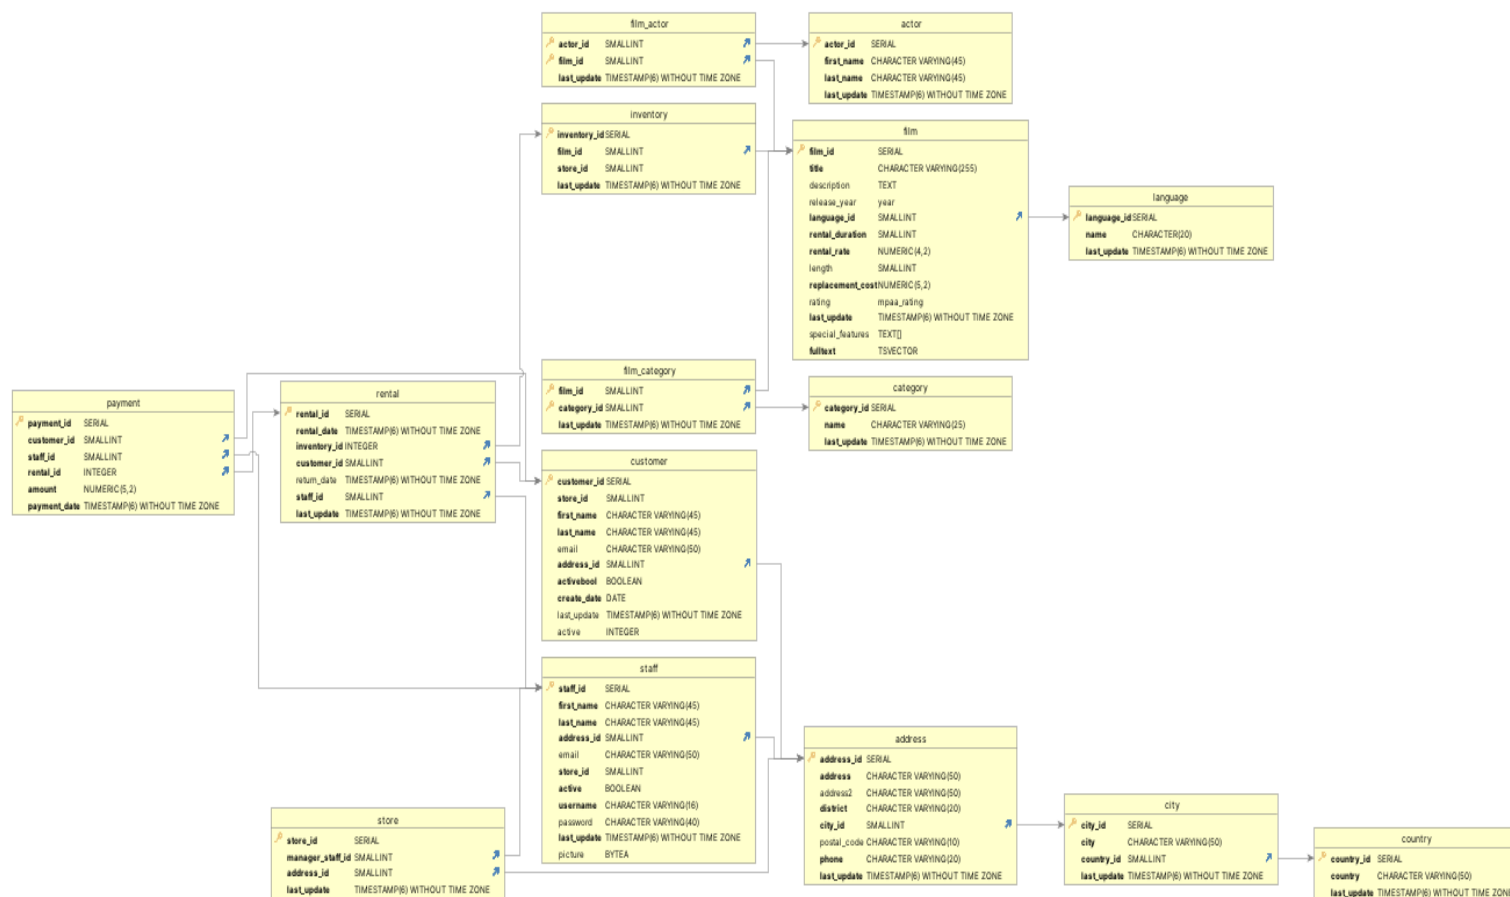 film_actor
actor_id SMALLINT
film_id SMALLINT
last_update TIMESTAMP(6) WITHOUT TIME ZONE
actor
actor_id SERIAL
first_name CHARACTER VARYING(45)
last_name CHARACTER VARYING(45)
last_update TIMESTAMP(6) WITHOUT TIME ZONE
inventory
inventory_id SERIAL
film_id SMALLINT
store_id SMALLINT
last_update TIMESTAMP(6) WITHOUT TIME ZONE
film
film_id SERIAL
title CHARACTER VARYING(255)
description TEXT
release_year year
language_id SMALLINT
rental_duration SMALLINT
rental_rate NUMERIC(4,2)
length SMALLINT
replacement_cost NUMERIC(5,2)
rating mpaa_rating
last_update TIMESTAMP(6) WITHOUT TIME ZONE
special_features TEXT[]
fulltext TSVECTOR
language
language_id SERIAL
name CHARACTER(20)
last_update TIMESTAMP(6) WITHOUT TIME ZONE
film_category
film_id SMALLINT
category_id SMALLINT
last_update TIMESTAMP(6) WITHOUT TIME ZONE
category
category_id SERIAL
name CHARACTER VARYING(25)
last_update TIMESTAMP(6) WITHOUT TIME ZONE
payment
payment_id SERIAL
customer_id SMALLINT
staff_id SMALLINT
rental_id INTEGER
amount NUMERIC(5,2)
payment_date TIMESTAMP(6) WITHOUT TIME ZONE
rental
rental_id SERIAL
rental_date TIMESTAMP(6) WITHOUT TIME ZONE
inventory_id INTEGER
customer_id SMALLINT
return_date TIMESTAMP(6) WITHOUT TIME ZONE
staff_id SMALLINT
last_update TIMESTAMP(6) WITHOUT TIME ZONE
customer
customer_id SERIAL
store_id SMALLINT
first_name CHARACTER VARYING(45)
last_name CHARACTER VARYING(45)
email CHARACTER VARYING(50)
address_id SMALLINT
activebool BOOLEAN
create_date DATE
last_update TIMESTAMP(6) WITHOUT TIME ZONE
active INTEGER
staff
staff_id SERIAL
first_name CHARACTER VARYING(45)
last_name CHARACTER VARYING(45)
address_id SMALLINT
email CHARACTER VARYING(50)
store_id SMALLINT
active BOOLEAN
username CHARACTER VARYING(16)
password CHARACTER VARYING(40)
last_update TIMESTAMP(6) WITHOUT TIME ZONE
picture BYTEA
store
store_id SERIAL
manager_staff_id SMALLINT
address_id SMALLINT
last_update TIMESTAMP(6) WITHOUT TIME ZONE
address
address_id SERIAL
address CHARACTER VARYING(50)
address2 CHARACTER VARYING(50)
district CHARACTER VARYING(20)
city_id SMALLINT
postal_code CHARACTER VARYING(10)
phone CHARACTER VARYING(20)
last_update TIMESTAMP(6) WITHOUT TIME ZONE
city
city_id SERIAL
city CHARACTER VARYING(50)
country_id SMALLINT
last_update TIMESTAMP(6) WITHOUT TIME ZONE
country
country_id SERIAL
country CHARACTER VARYING(50)
last_update TIMESTAMP(6) WITHOUT TIME